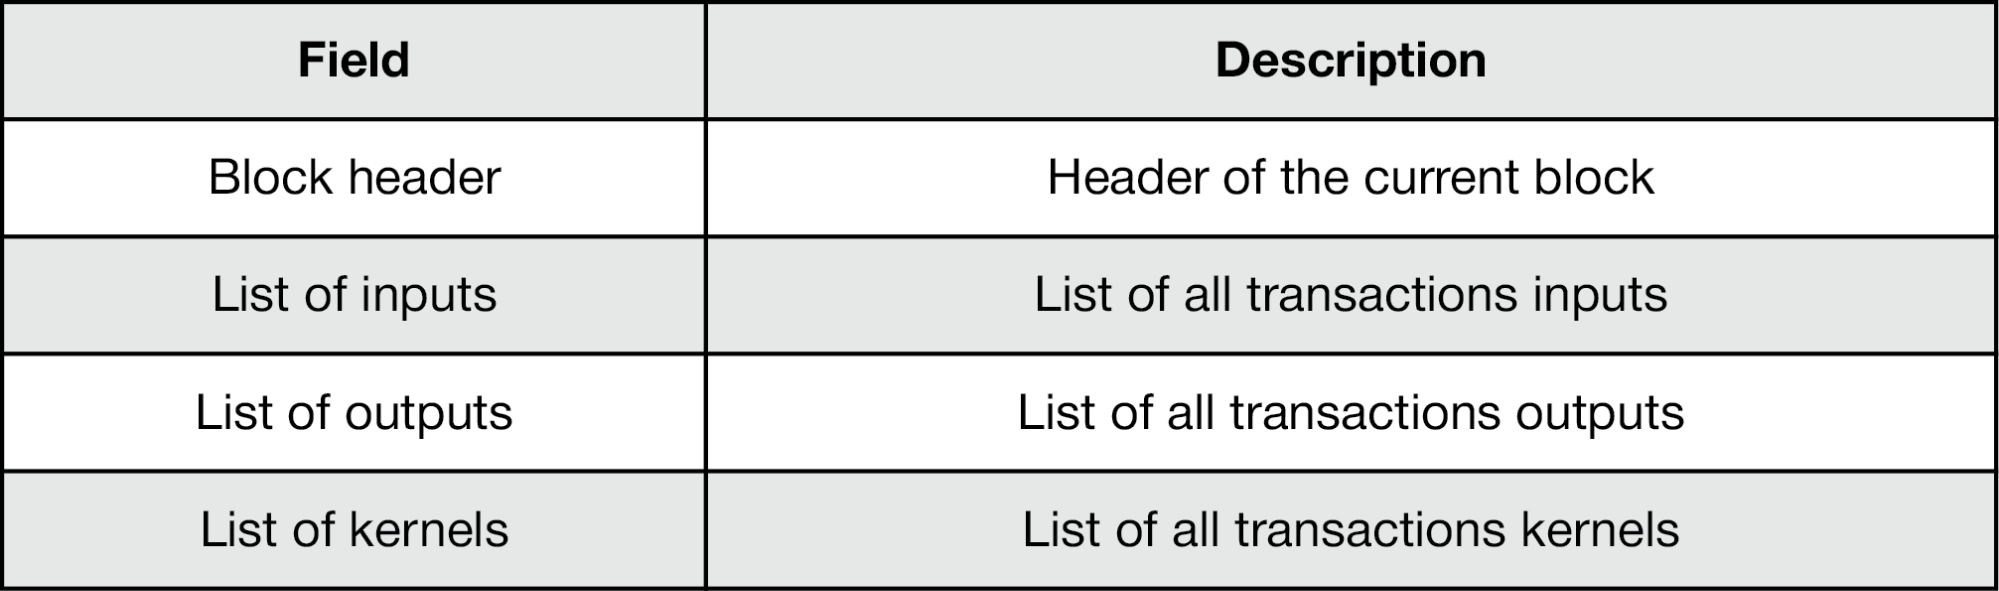 Field Description
Block header Header of the current block
List of inputs List of all transactions inputs
List of outputs List of all transactions outputs
List of kernels List of all transactions kernels